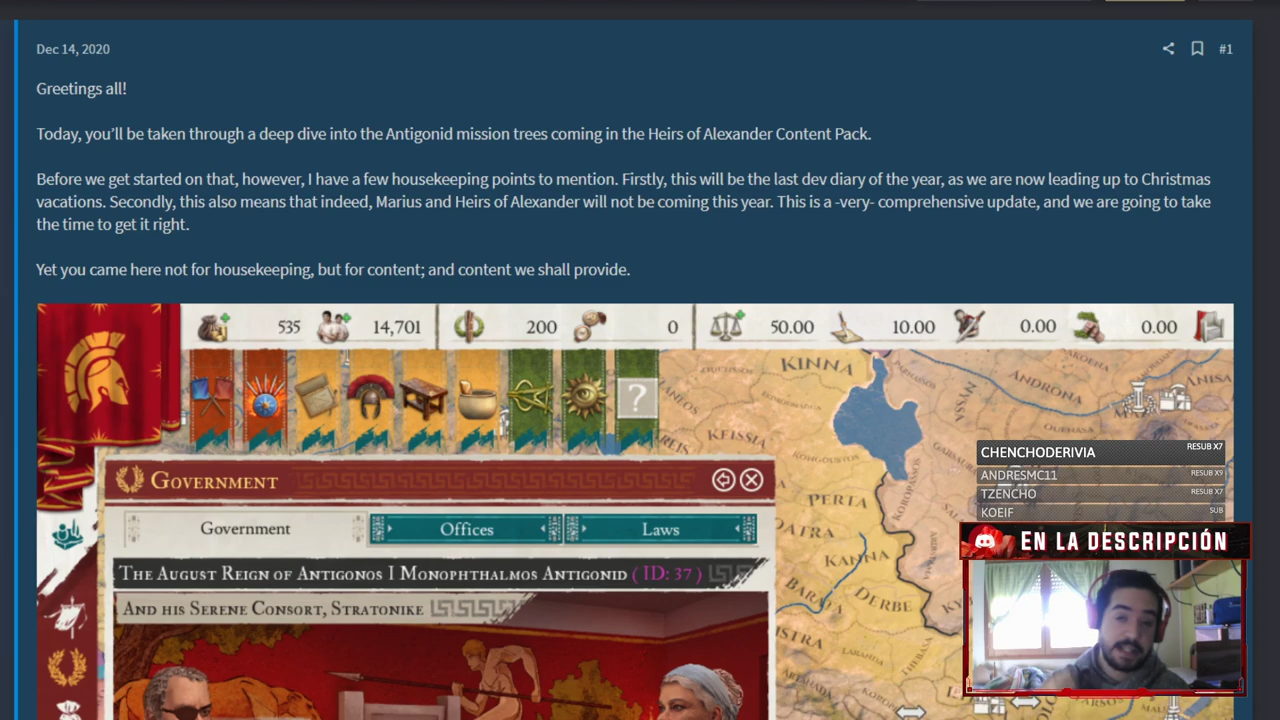 Dec 14, 2020
#1
Greetings all!
Today, you'll be taken through a deep dive into the Antigonid mission trees coming in the Heirs of Alexander Content Pack.
Before we get started on that, however, I have a few housekeeping points to mention. Firstly, this will be the last dev diary of the year, as we are now leading up to Christmas
vacations. Secondly, this also means that indeed, Marius and Heirs of Alexander will not be coming this year. This is a -very- comprehensive update, and we are going to take
the time to get it right.
Yet you came here not for housekeeping, but for content; and content we shall provide.
535 14,701 200 0 50.00 10.00 0.00 0.00
?
KINNA
ANDRONA
ANISA
NYSSA
KEISSIA
PERTA
KANNA
DERBE
GOVERNMENT
Government Offices Laws
THE AUGUST REIGN OF ANTIGONOS I MONOPHTHALMOS ANTIGONID ( ID: 37 )
AND HIS SERENE CONSORT, STRATONIKE
CHENCHODERIVIA RESUB X7
ANDRESMC11 RESUB X9
TZENCHO RESUB X7
KOEIF SUB
EN LA DESCRIPCIÓN